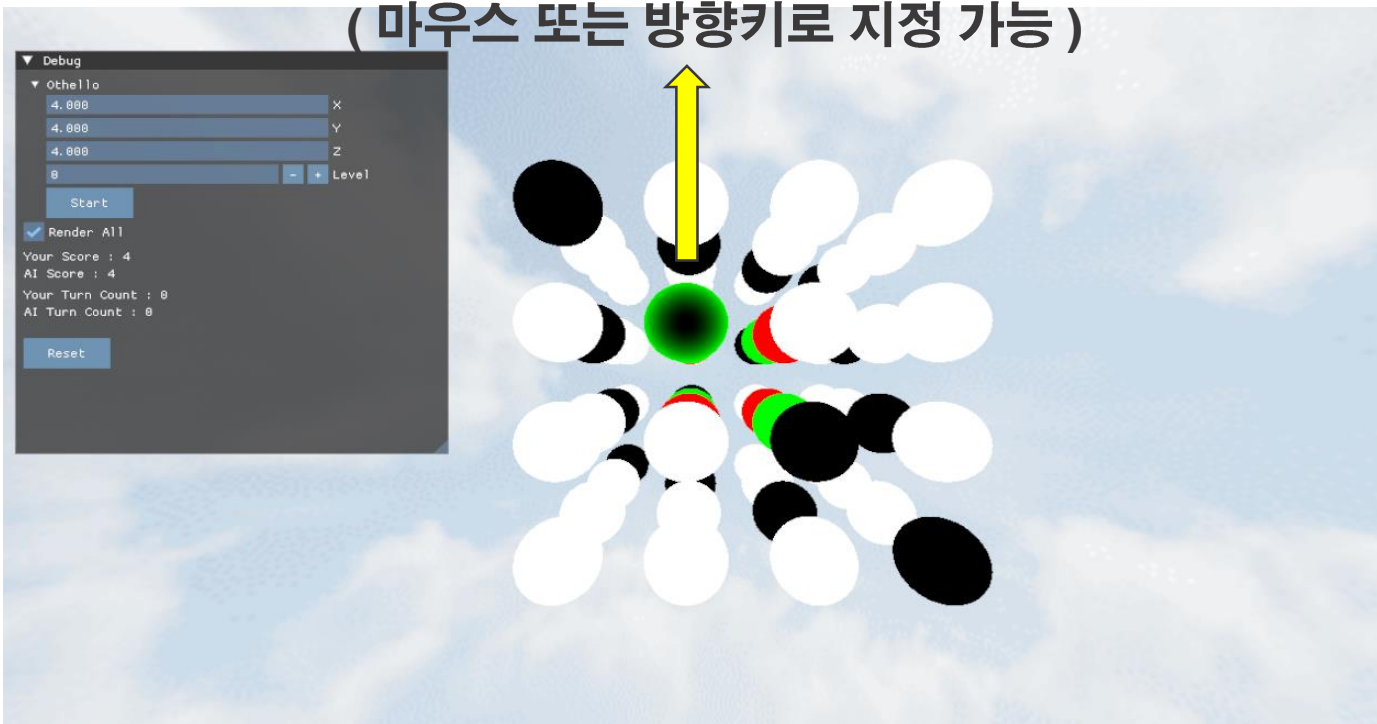 ( 마우스 또는 방향키로 지정 가능 )
Debug
Othello
4.000 X
4.000 Y
4.000 Z
0 - + Level
Start
Render All
Your Score : 4
AI Score : 4
Your Turn Count : 0
AI Turn Count : 0
Reset